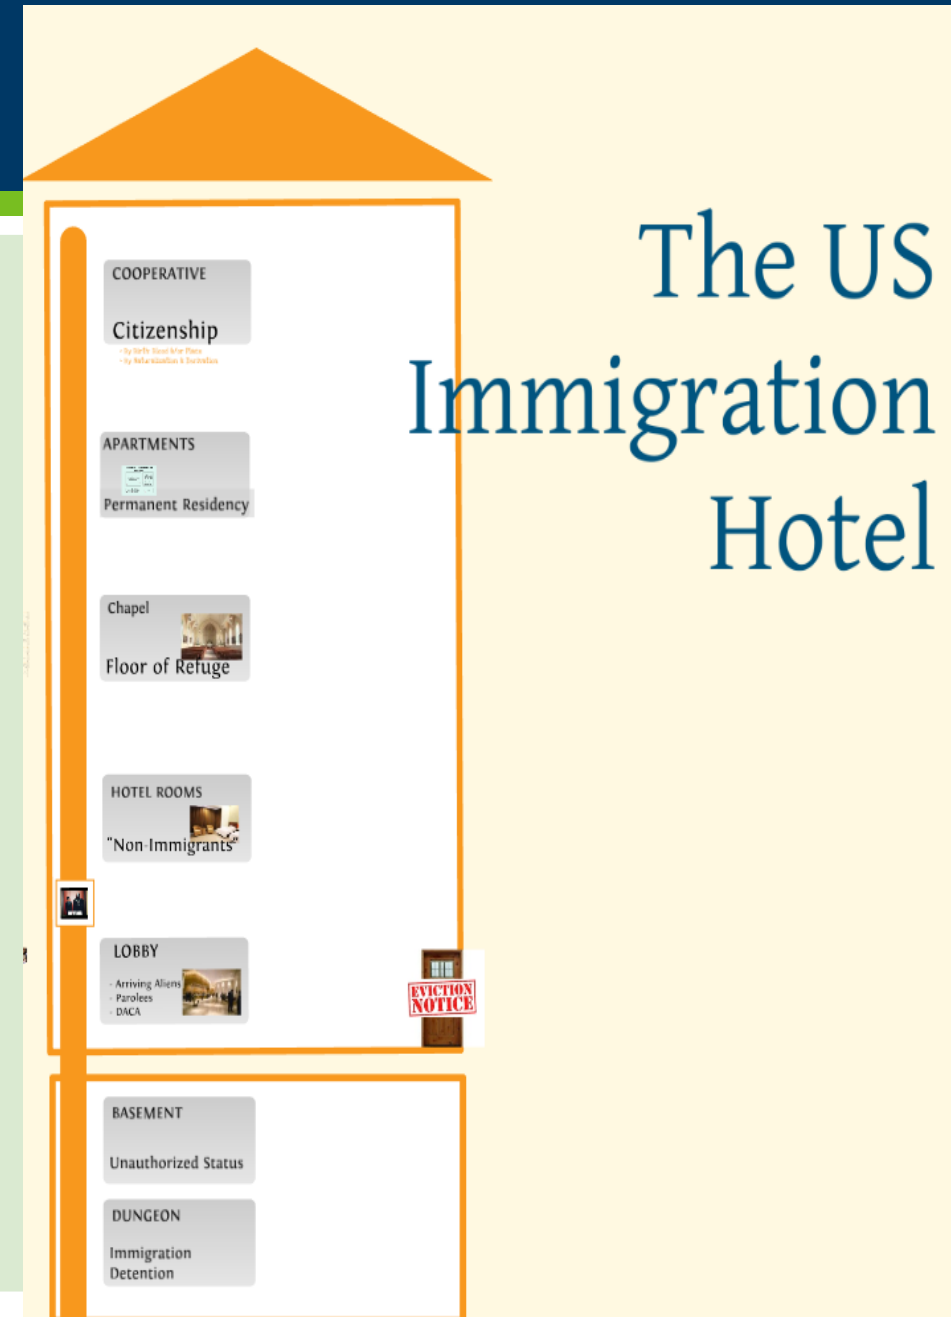 The US
Immigration
Hotel
COOPERATIVE
Citizenship
APARTMENTS
Permanent Residency
Chapel
Floor of Refuge
HOTEL ROOMS
"Non-Immigrants"
LOBBY
- Arriving Aliens
- Parolees
- DACA
EVICTION
NOTICE
BASEMENT
Unauthorized Status
DUNGEON
Immigration
Detention